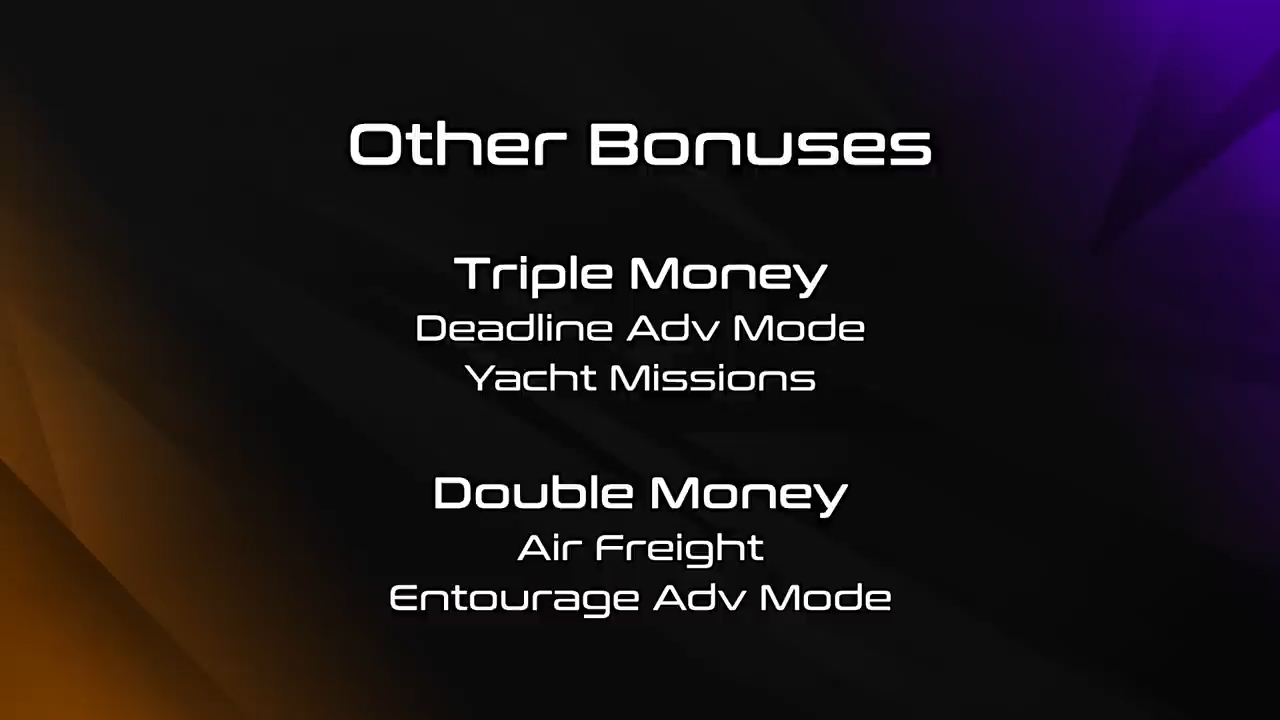 Other Bonuses
Triple Money
Deadline Adv Mode
Yacht Missions
Double Money
Air Freight
Entourage Adv Mode